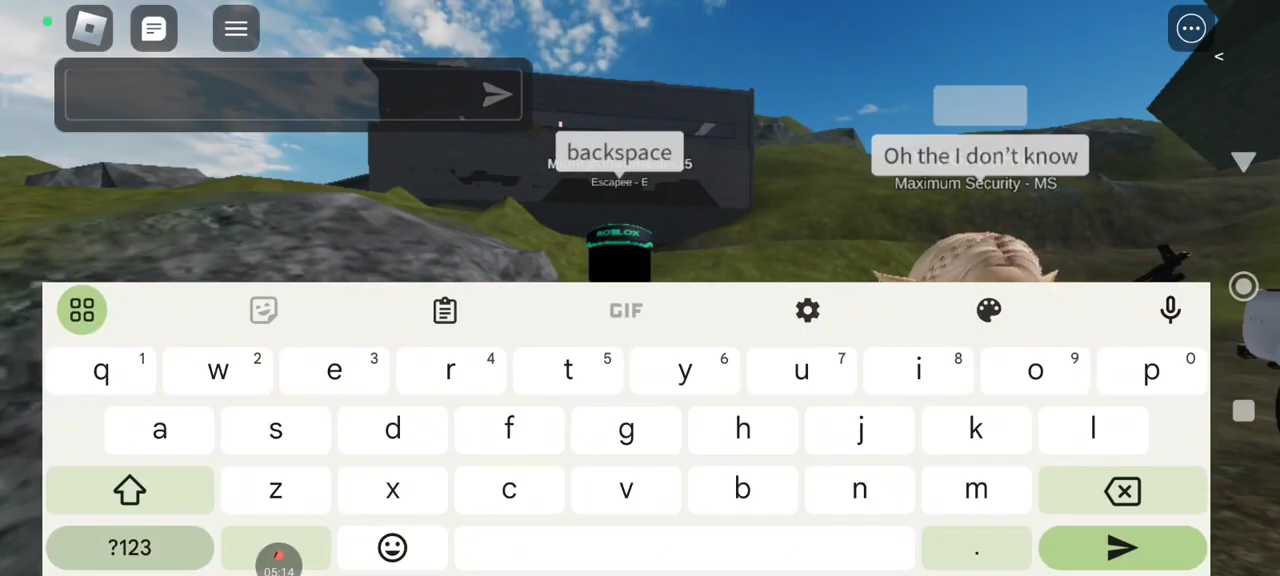 <
backspace
Escapee - E
Oh the I don’t know
Maximum Security - MS
ROBLOX
GIF
q 1 w 2 e 3 r 4 t 5 y 6 u 7 i 8 o 9 p 0
a s d f g h j k l
z x c v b n m
?123 .
05:14